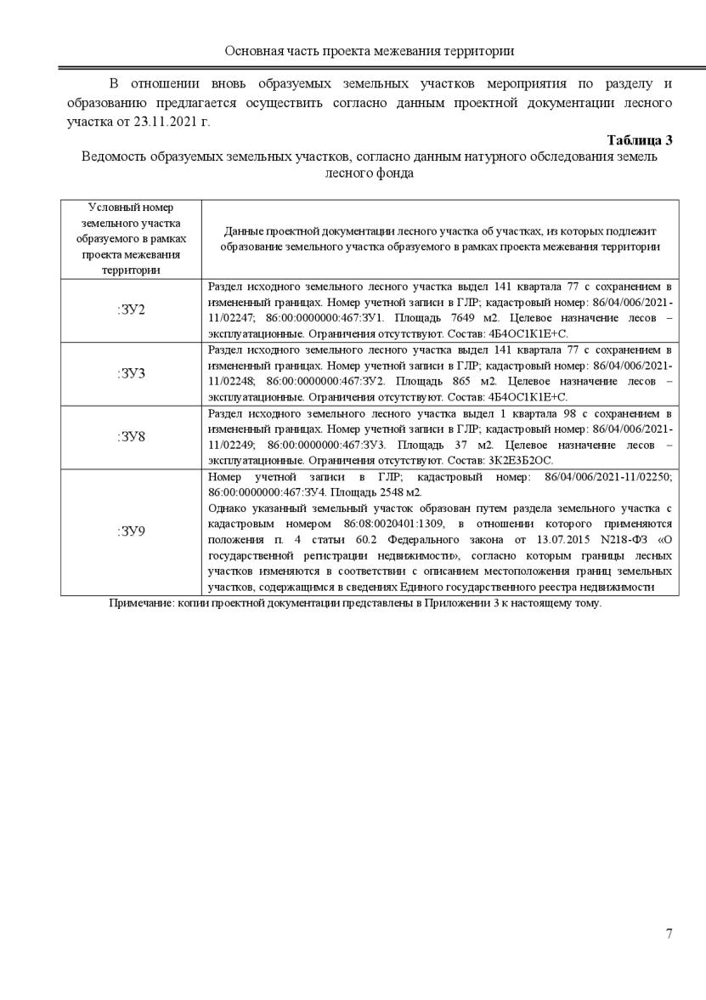 Основная часть проекта межевания территории
В отношении вновь образуемых земельных участков мероприятия по разделу и
образованию предлагается осуществить согласно данным проектной документации лесного
участка от 23.11.2021 г.
Таблица 3
Ведомость образуемых земельных участков, согласно данным натурного обследования земель
лесного фонда
Условный номер
земельного участка
образуемого в рамках
проекта межевания
территории
Данные проектной документации лесного участка об участках, из которых подлежит
образование земельного участка образуемого в рамках проекта межевания территории
:ЗУ2
Раздел исходного земельного лесного участка выдел 141 квартала 77 с сохранением в
измененный границах. Номер учетной записи в ГЛР; кадастровый номер: 86/04/006/2021-
11/02247; 86:00:0000000:467:ЗУ1. Площадь 7649 м2. Целевое назначение лесов –
эксплуатационные. Ограничения отсутствуют. Состав: 4Б4ОС1К1Е+С.
:ЗУ3
Раздел исходного земельного лесного участка выдел 141 квартала 77 с сохранением в
измененный границах. Номер учетной записи в ГЛР; кадастровый номер: 86/04/006/2021-
11/02248; 86:00:0000000:467:ЗУ2. Площадь 865 м2. Целевое назначение лесов –
эксплуатационные. Ограничения отсутствуют. Состав: 4Б4ОС1К1Е+С.
:ЗУ8
Раздел исходного земельного лесного участка выдел 1 квартала 98 с сохранением в
измененный границах. Номер учетной записи в ГЛР; кадастровый номер: 86/04/006/2021-
11/02249; 86:00:0000000:467:ЗУ3. Площадь 37 м2. Целевое назначение лесов –
эксплуатационные. Ограничения отсутствуют. Состав: 3К2Е3Б2ОС.
:ЗУ9
Номер учетной записи в ГЛР; кадастровый номер: 86/04/006/2021-11/02250;
86:00:0000000:467:ЗУ4. Площадь 2548 м2.
Однако указанный земельный участок образован путем раздела земельного участка с
кадастровым номером 86:08:0020401:1309, в отношении которого применяются
положения п. 4 статьи 60.2 Федерального закона от 13.07.2015 N218-ФЗ «О
государственной регистрации недвижимости», согласно которым границы лесных
участков изменяются в соответствии с описанием местоположения границ земельных
участков, содержащимся в сведениях Единого государственного реестра недвижимости
Примечание: копии проектной документации представлены в Приложении 3 к настоящему тому.
7